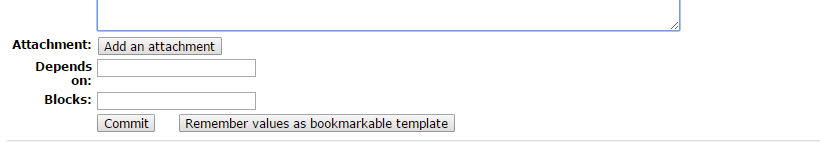 Attachment: Add an attachment
Depends
on:
Blocks:
Commit Remember values as bookmarkable template